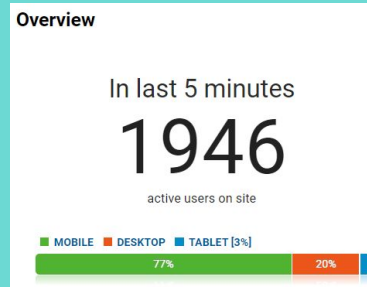 Overview
In last 5 minutes
1946
active users on site
MOBILE DESKTOP TABLET [3%]
77% 20%